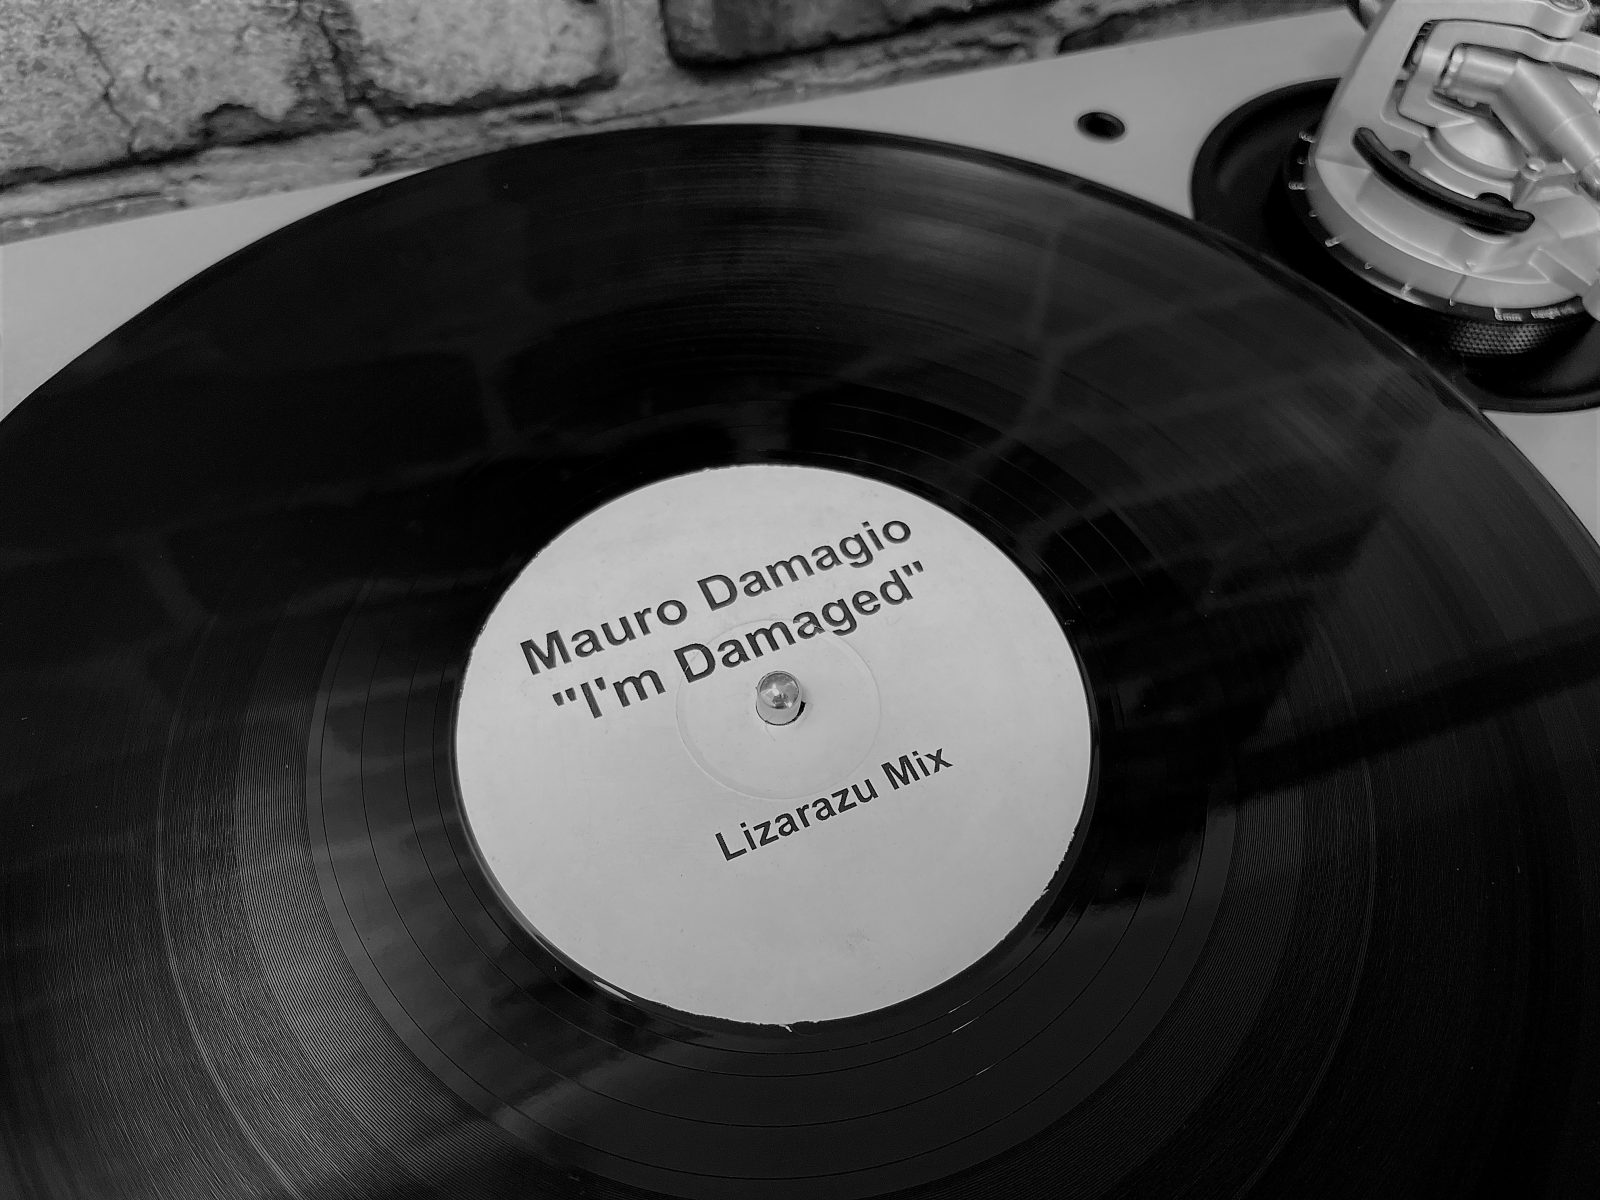 Mauro Damagio
"I'm Damaged"
Lizarazu Mix